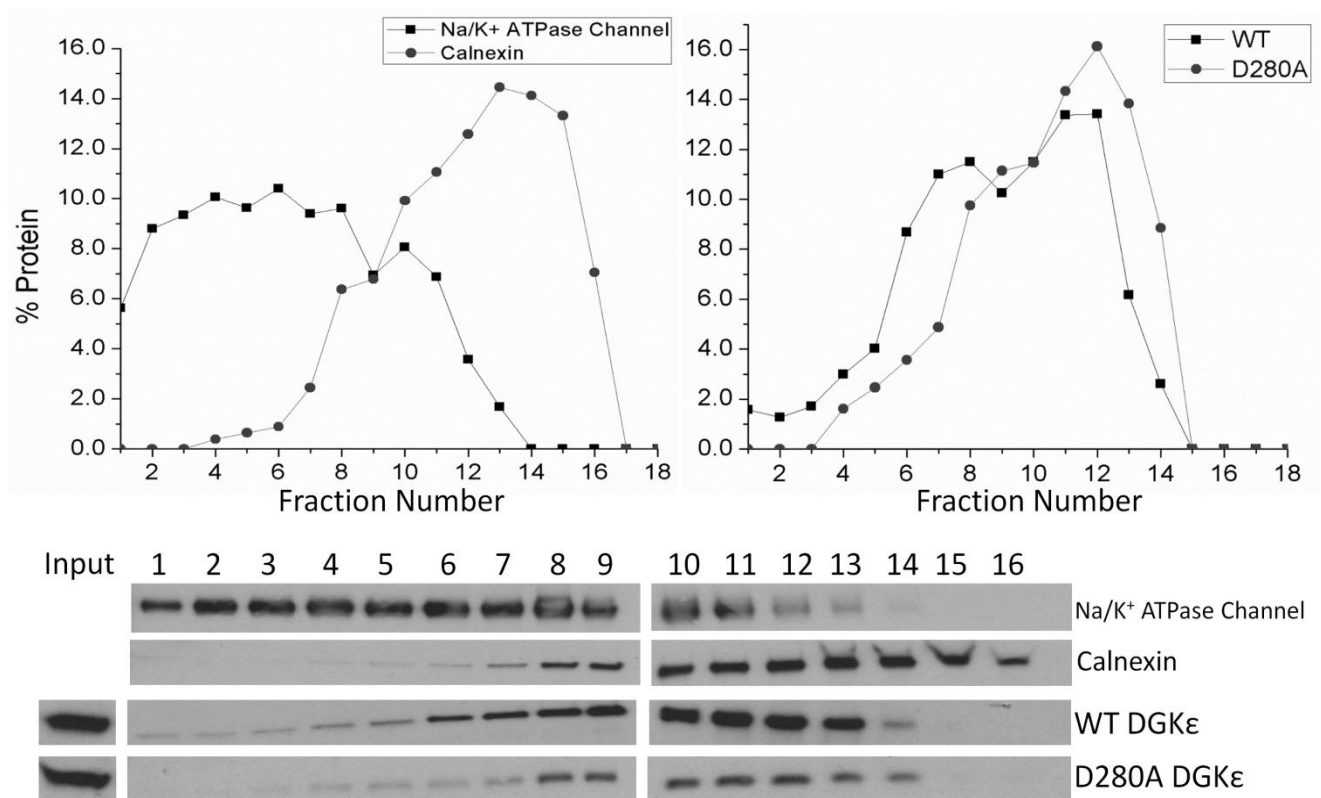 Na/K+ ATPase Channel
Calnexin
16.0
14.0
12.0
10.0
8.0
6.0
4.0
2.0
0.0
% Protein
2 4 6 8 10 12 14 16 18
Fraction Number
WT
D280A
16.0
14.0
12.0
10.0
8.0
6.0
4.0
2.0
0.0
2 4 6 8 10 12 14 16 18
Fraction Number
Input 1 2 3 4 5 6 7 8 9 10 11 12 13 14 15 16
Na/K⁺ ATPase Channel
Calnexin
WT DGKε
D280A DGKε